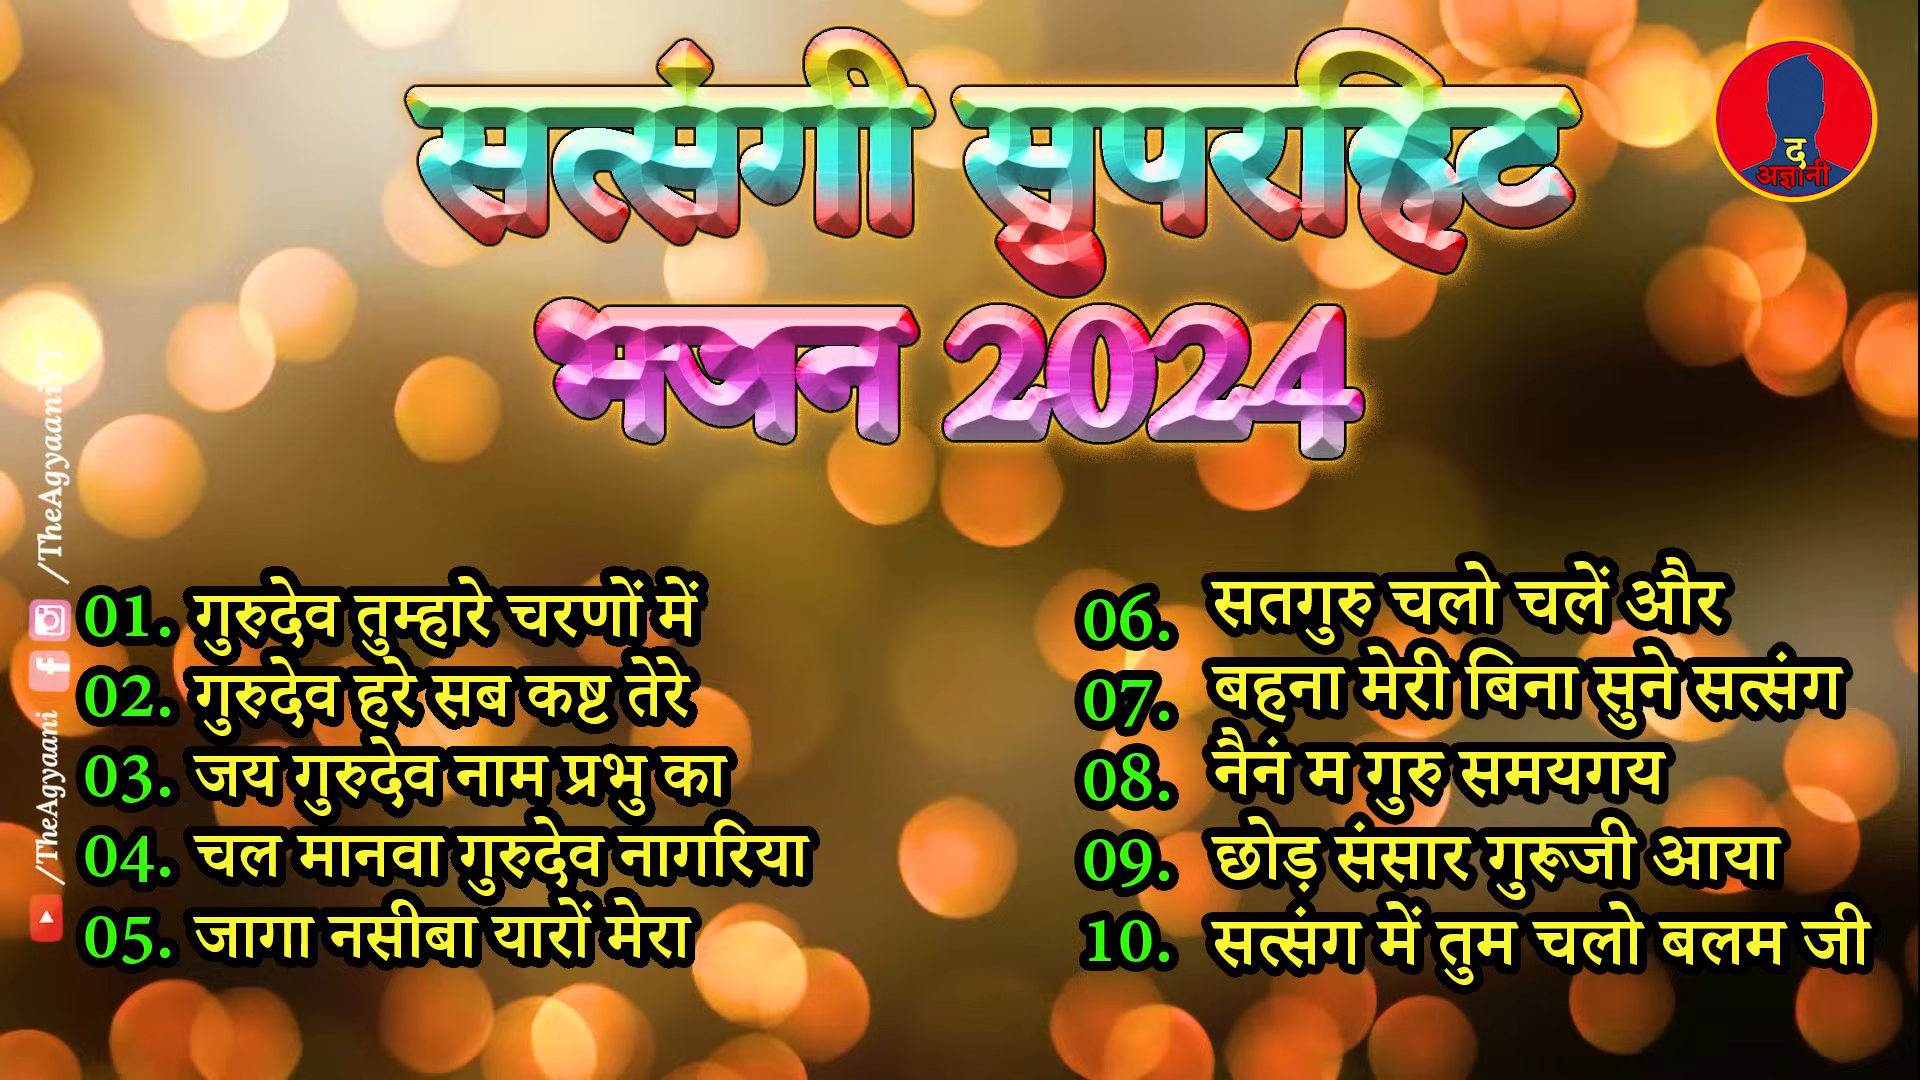 सत्संगी सुपरहिट
भजन 2024
द
अज्ञानी
01. गुरुदेव तुम्हारे चरणों में
02. गुरुदेव हरे सब कष्ट तेरे
03. जय गुरुदेव नाम प्रभु का
04. चल मानवा गुरुदेव नागरिया
05. जागा नसीबा यारों मेरा
06. सतगुरु चलो चलें और
07. बहना मेरी बिना सुने सत्संग
08. नैनं म गुरु समयगय
09. छोड़ संसार गुरूजी आया
10. सत्संग में तुम चलो बलम जी
/TheAgyaaniYT
/TheAgyaani